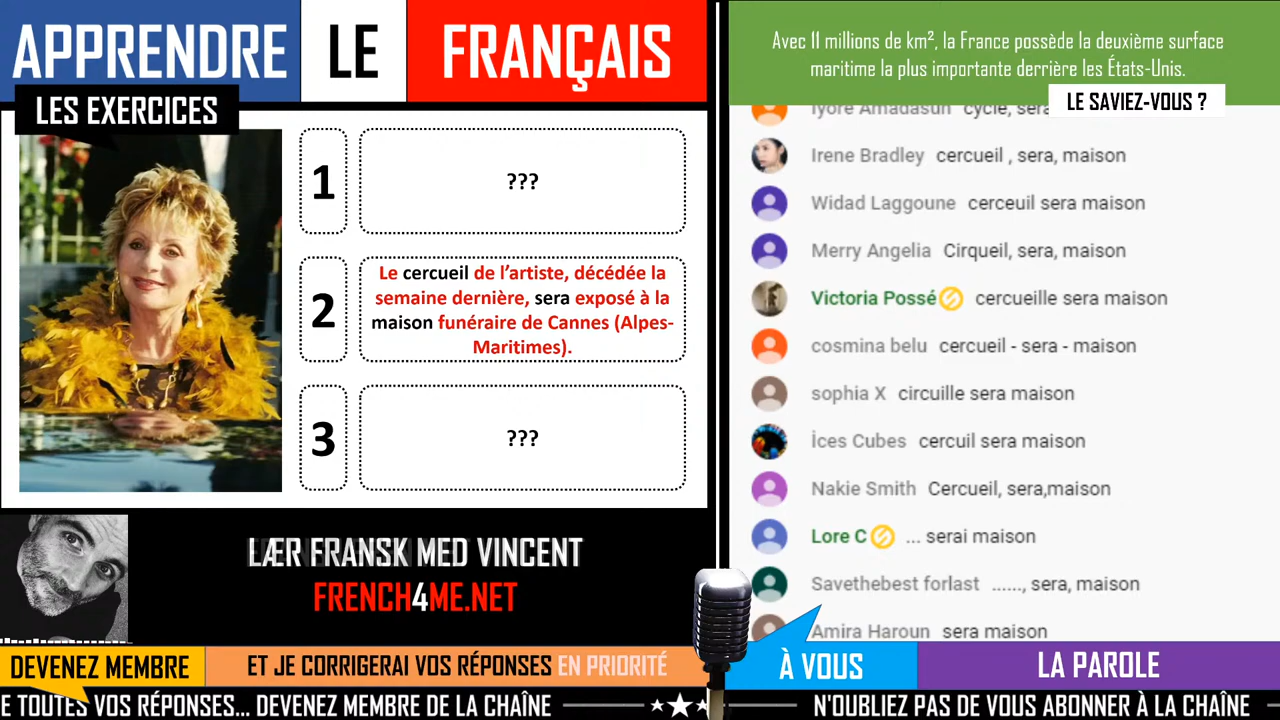 APPRENDRE LE FRANÇAIS
LES EXERCICES
1
???
2
Le cercueil de l'artiste, décédée la
semaine dernière, sera exposé à la
maison funéraire de Cannes (Alpes-
Maritimes).
3
???
LÆR FRANSK MED VINCENT
FRENCH4ME.NET
DEVENEZ MEMBRE
ET JE CORRIGERAI VOS RÉPONSES EN PRIORITÉ
E TOUTES VOS RÉPONSES... DEVENEZ MEMBRE DE LA CHAÎNE
Avec 11 millions de km², la France possède la deuxième surface
maritime la plus importante derrière les États-Unis.
LE SAVIEZ-VOUS ?
Iyore Amadasun cycle, sera
Irene Bradley cercueil , sera, maison
Widad Laggoune cerceuil sera maison
Merry Angelia Cirqueil, sera, maison
Victoria Possé cercueille sera maison
cosmina belu cercueil - sera - maison
sophia X circuille sera maison
İces Cubes cercuil sera maison
Nakie Smith Cercueil, sera,maison
Lore C ... serai maison
Savethebest forlast ......, sera, maison
Amira Haroun sera maison
À VOUS
LA PAROLE
N'OUBLIEZ PAS DE VOUS ABONNER À LA CHAÎNE